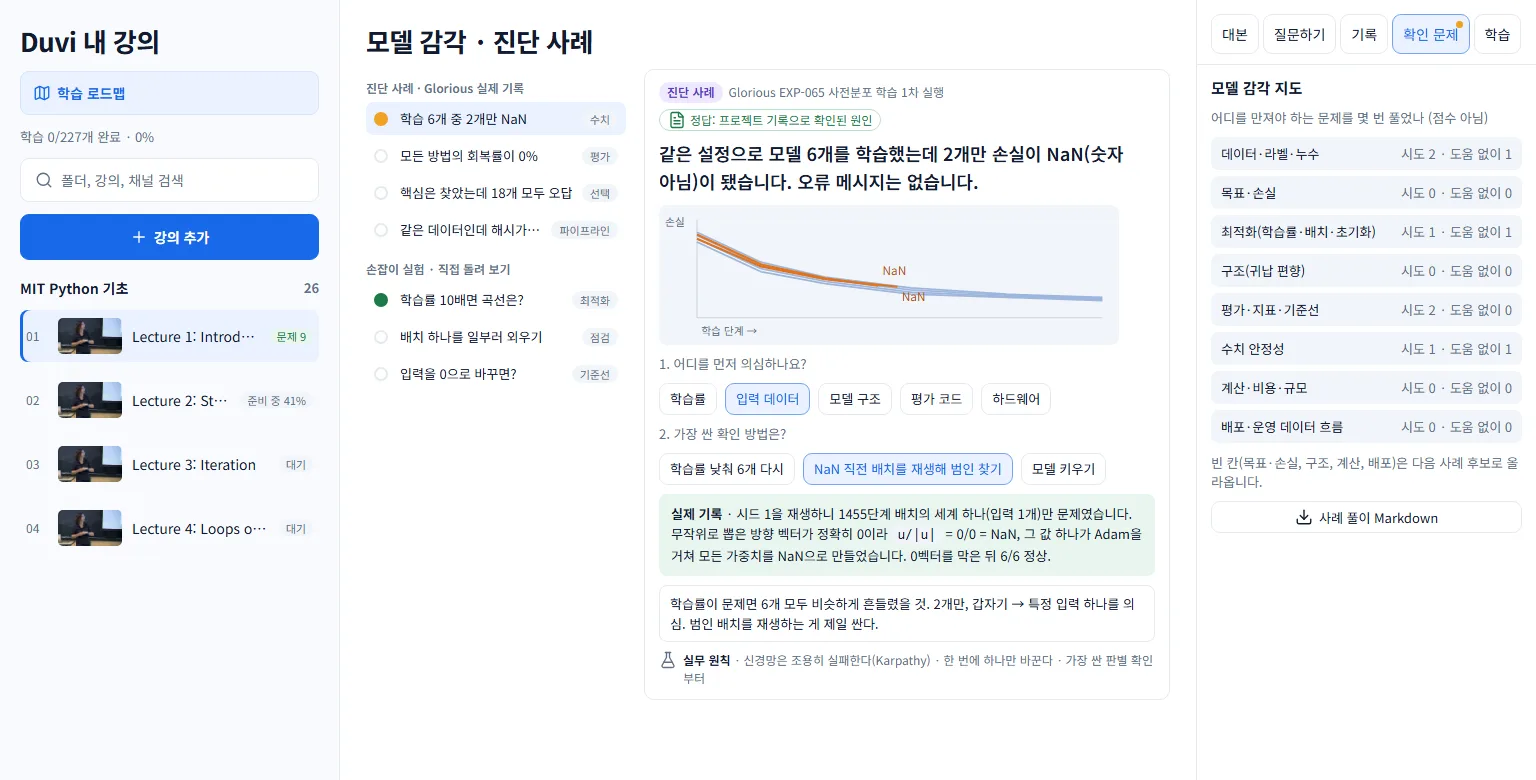 Duvi 내 강의
학습 로드맵
학습 0/227개 완료 · 0%
폴더, 강의, 채널 검색
+ 강의 추가
MIT Python 기초 26
01 Lecture 1: Introd··· 문제 9
02 Lecture 2: St··· 준비 중 41%
03 Lecture 3: Iteration 대기
04 Lecture 4: Loops o··· 대기
모델 감각 · 진단 사례
진단 사례 · Glorious 실제 기록
학습 6개 중 2개만 NaN 수치
모든 방법의 회복률이 0% 평가
핵심은 찾았는데 18개 모두 오답 선택
같은 데이터인데 해시가··· 파이프라인
손잡이 실험 · 직접 돌려 보기
학습률 10배면 곡선은? 최적화
배치 하나를 일부러 외우기 점검
입력을 0으로 바꾸면? 기준선
진단 사례 Glorious EXP-065 사전분포 학습 1차 실행
정답: 프로젝트 기록으로 확인된 원인
같은 설정으로 모델 6개를 학습했는데 2개만 손실이 NaN(숫자
아님)이 됐습니다. 오류 메시지는 없습니다.
손실
NaN
NaN
학습 단계 →
1. 어디를 먼저 의심하나요?
학습률 입력 데이터 모델 구조 평가 코드 하드웨어
2. 가장 싼 확인 방법은?
학습률 낮춰 6개 다시 NaN 직전 배치를 재생해 범인 찾기 모델 키우기
실제 기록 · 시드 1을 재생하니 1455단계 배치의 세계 하나(입력 1개)만 문제였습니다.
무작위로 뽑은 방향 벡터가 정확히 0이라 u/|u| = 0/0 = NaN, 그 값 하나가 Adam을
거쳐 모든 가중치를 NaN으로 만들었습니다. 0벡터를 막은 뒤 6/6 정상.
학습률이 문제면 6개 모두 비슷하게 흔들렸을 것. 2개만, 갑자기 → 특정 입력 하나를 의
심. 범인 배치를 재생하는 게 제일 싼다.
실무 원칙 · 신경망은 조용히 실패한다(Karpathy) · 한 번에 하나만 바꾼다 · 가장 싼 판별 확인
부터
대본 질문하기 기록 확인 문제 학습
모델 감각 지도
어디를 만져야 하는 문제를 몇 번 풀었나 (점수 아님)
데이터·라벨·누수 시도 2 · 도움 없이 1
목표·손실 시도 0 · 도움 없이 0
최적화(학습률·배치·초기화) 시도 1 · 도움 없이 1
구조(귀납 편향) 시도 0 · 도움 없이 0
평가·지표·기준선 시도 2 · 도움 없이 0
수치 안정성 시도 1 · 도움 없이 1
계산·비용·규모 시도 0 · 도움 없이 0
배포·운영 데이터 흐름 시도 0 · 도움 없이 0
빈 칸(목표·손실, 구조, 계산, 배포)은 다음 사례 후보로 올
라옵니다.
사례 풀이 Markdown